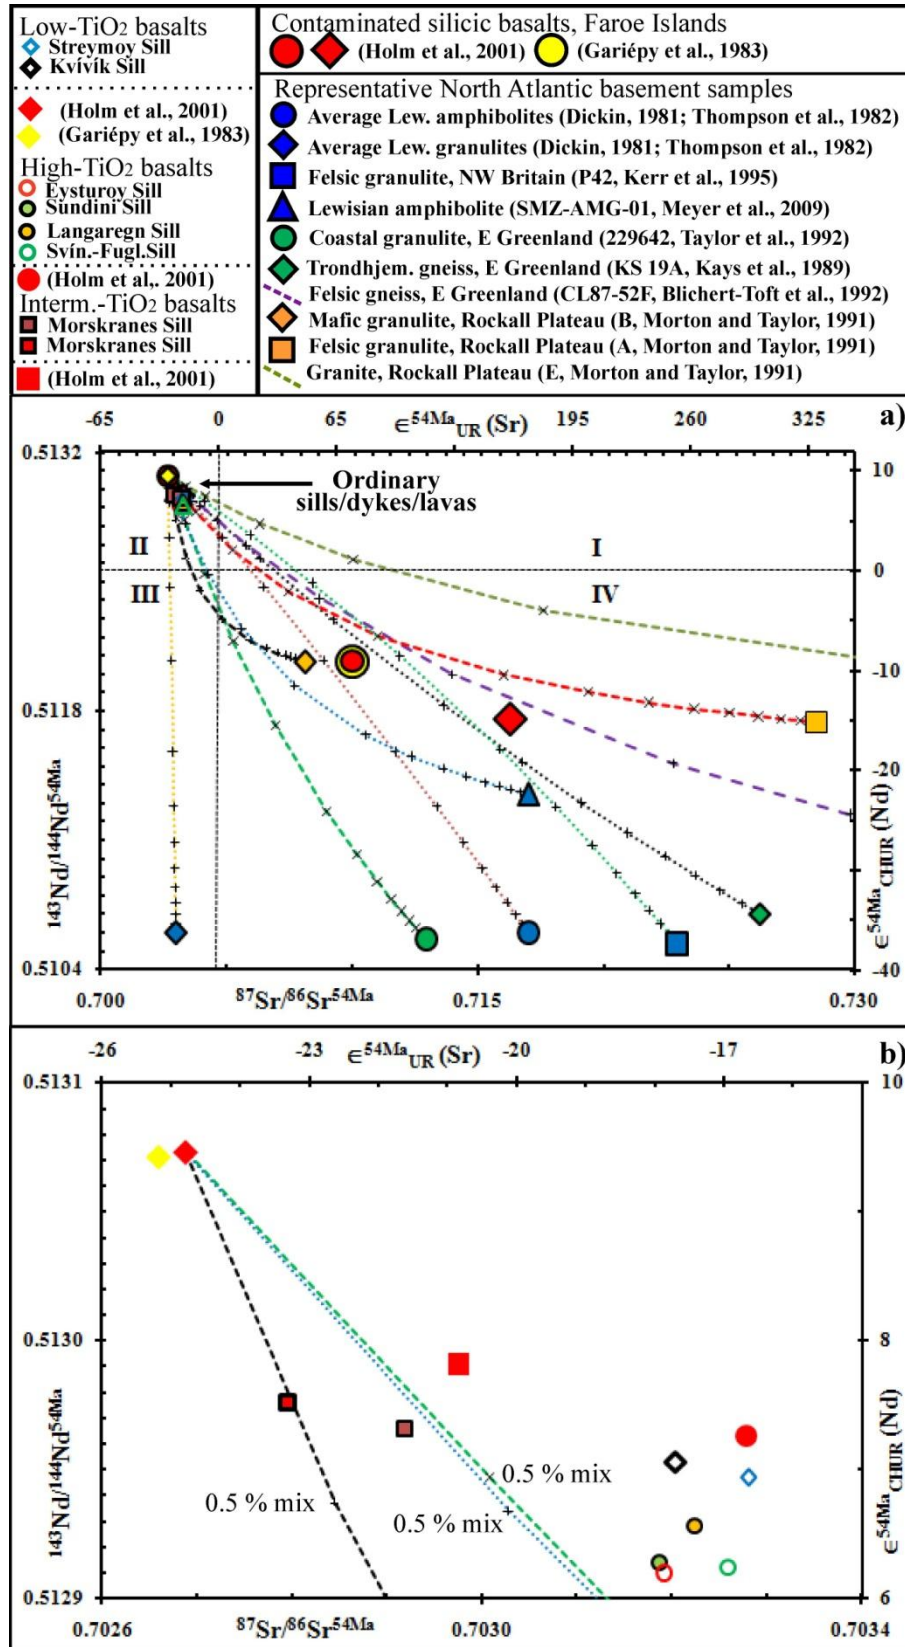 Low-TiO2 basalts
Streymoy Sill
Kvívík Sill
(Holm et al., 2001)
(Gariépy et al., 1983)
High-TiO2 basalts
Eysturoy Sill
Sundini Sill
Langaregn Sill
Svín.-Fugl.Sill
(Holm et al., 2001)
Interm.-TiO2 basalts
Morskranes Sill
Morskranes Sill
(Holm et al., 2001)
Contaminated silicic basalts, Faroe Islands
(Holm et al., 2001) (Gariépy et al., 1983)
Representative North Atlantic basement samples
Average Lew. amphibolites (Dickin, 1981; Thompson et al., 1982)
Average Lew. granulites (Dickin, 1981; Thompson et al., 1982)
Felsic granulite, NW Britain (P42, Kerr et al., 1995)
Lewisian amphibolite (SMZ-AMG-01, Meyer et al., 2009)
Coastal granulite, E Greenland (229642, Taylor et al., 1992)
Trondhjem. gneiss, E Greenland (KS 19A, Kays et al., 1989)
Felsic gneiss, E Greenland (CL87-52F, Blichert-Toft et al., 1992)
Mafic granulite, Rockall Plateau (B, Morton and Taylor, 1991)
Felsic granulite, Rockall Plateau (A, Morton and Taylor, 1991)
Granite, Rockall Plateau (E, Morton and Taylor, 1991)
a)
-65 0 65 195 260 325
ϵ54MaUR (Sr)
0.5132
0.5118
0.5104
143Nd/144Nd54Ma
Ordinary
sills/dykes/lavas
II I
III IV
10
0
-10
-20
-30
-40
ϵ54MaCHUR (Nd)
0.700 0.715 0.730
87Sr/86Sr54Ma
b)
-26 -23 -20 -17
ϵ54MaUR (Sr)
0.5131
0.5130
0.5129
143Nd/144Nd54Ma
0.5 % mix
0.5 % mix
0.5 % mix
10
8
6
ϵ54MaCHUR (Nd)
0.7026 0.7030 0.7034
87Sr/86Sr54Ma